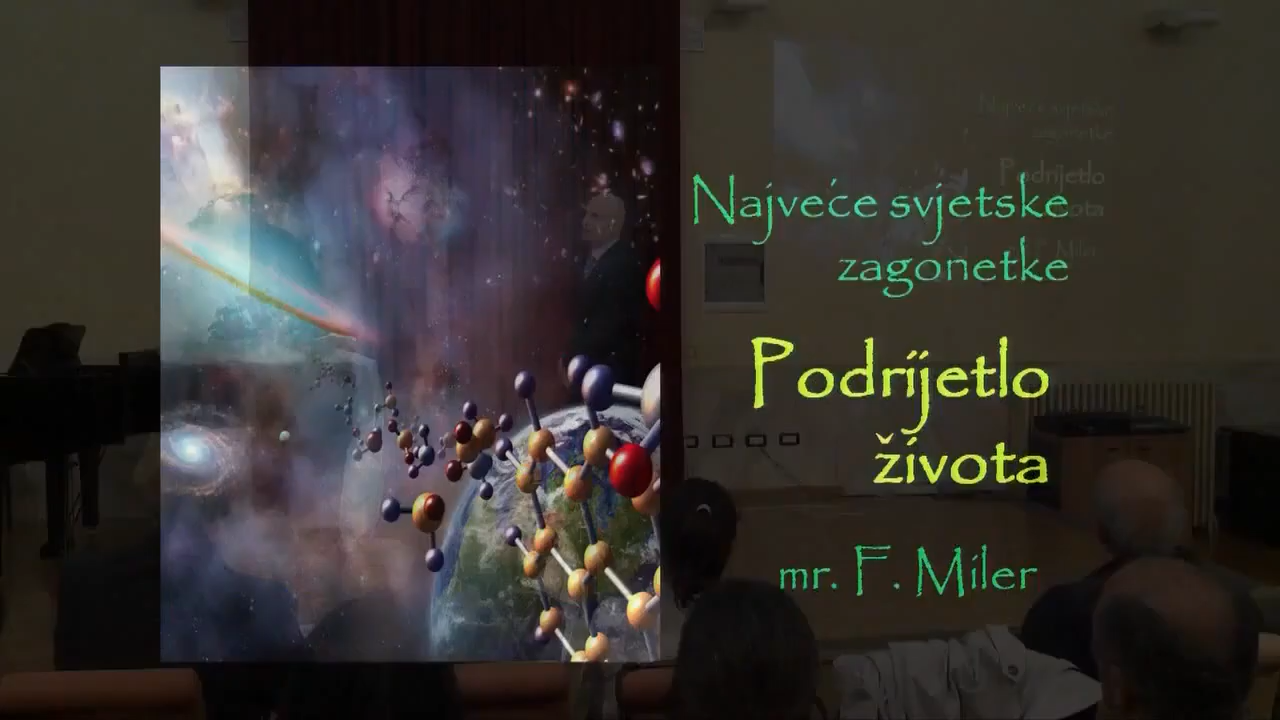 Najveće svjetske
zagonetke
Podrijetlo
života
mr. F. Miler